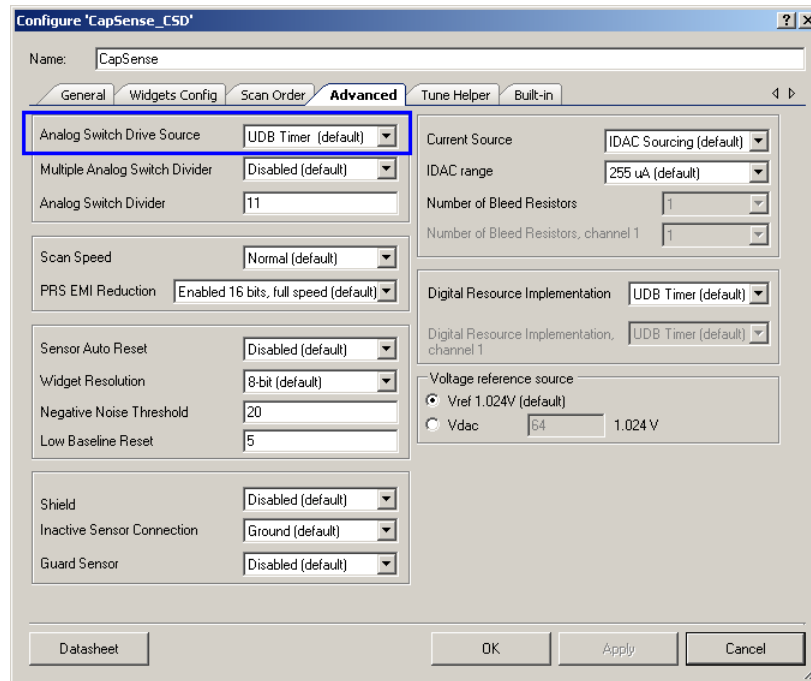 Configure 'CapSense_CSD'
Name: CapSense
General Widgets Config Scan Order Advanced Tune Helper Built-in
Analog Switch Drive Source UDB Timer (default)
Multiple Analog Switch Divider Disabled (default)
Analog Switch Divider 11
Scan Speed Normal (default)
PRS EMI Reduction Enabled 16 bits, full speed (default)
Sensor Auto Reset Disabled (default)
Widget Resolution 8-bit (default)
Negative Noise Threshold 20
Low Baseline Reset 5
Shield Disabled (default)
Inactive Sensor Connection Ground (default)
Guard Sensor Disabled (default)
Current Source IDAC Sourcing (default)
IDAC range 255 uA (default)
Number of Bleed Resistors 1
Number of Bleed Resistors, channel 1 1
Digital Resource Implementation UDB Timer (default)
Digital Resource Implementation, UDB Timer (default)
channel 1
Voltage reference source
Vref 1.024V (default)
Vdac 64 1.024 V
Datasheet OK Apply Cancel